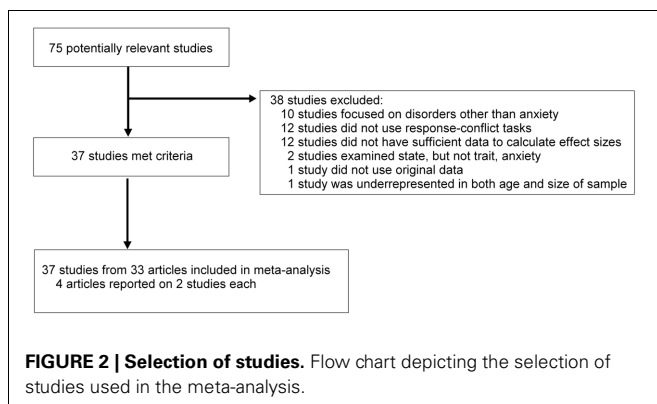 75 potentially relevant studies
38 studies excluded:
10 studies focused on disorders other than anxiety
12 studies did not use response-conflict tasks
12 studies did not have sufficient data to calculate effect sizes
2 studies examined state, but not trait, anxiety
1 study did not use original data
1 study was underrepresented in both age and size of sample
37 studies met criteria
37 studies from 33 articles included in meta-analysis
4 articles reported on 2 studies each
FIGURE 2 | Selection of studies. Flow chart depicting the selection of
studies used in the meta-analysis.